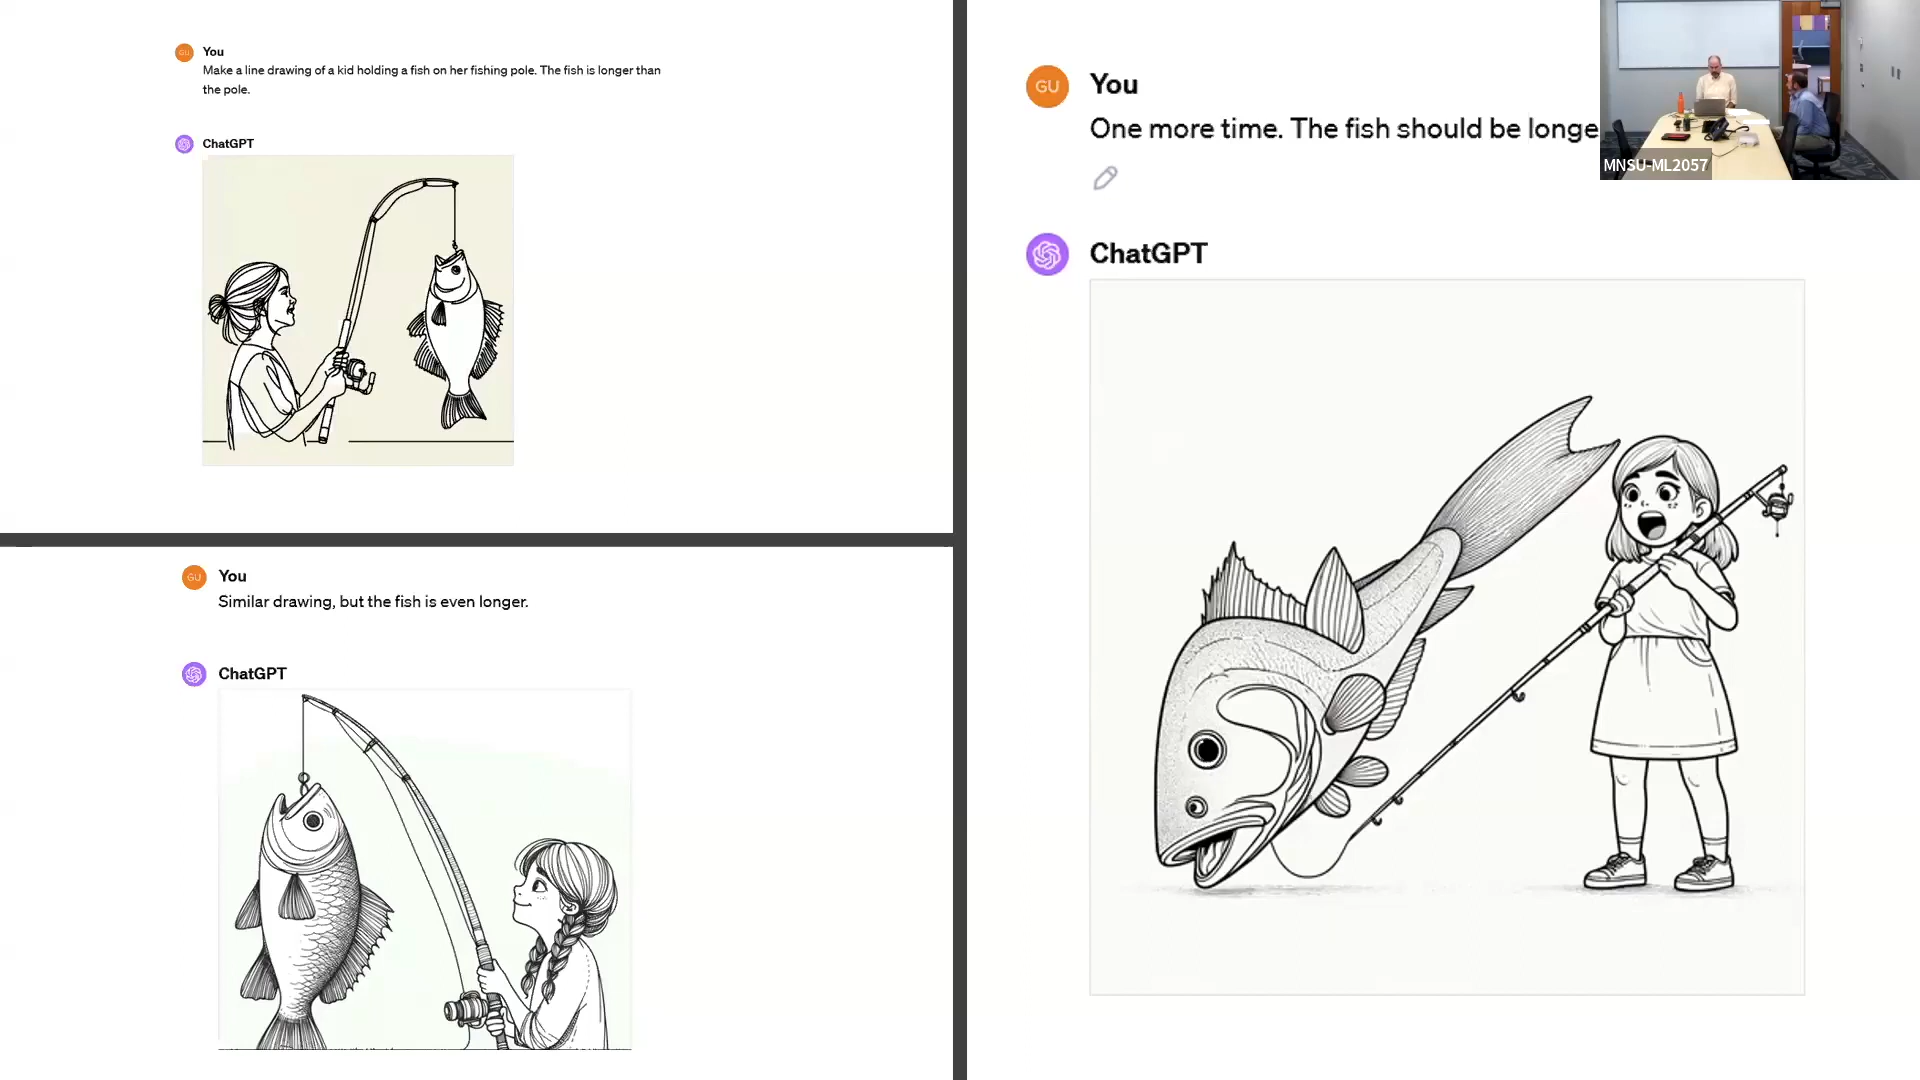 GU You
Make a line drawing of a kid holding a fish on her fishing pole. The fish is longer than
the pole.
ChatGPT
GU You
Similar drawing, but the fish is even longer.
ChatGPT
GU You
One more time. The fish should be longe
ChatGPT
MNSU-ML2057